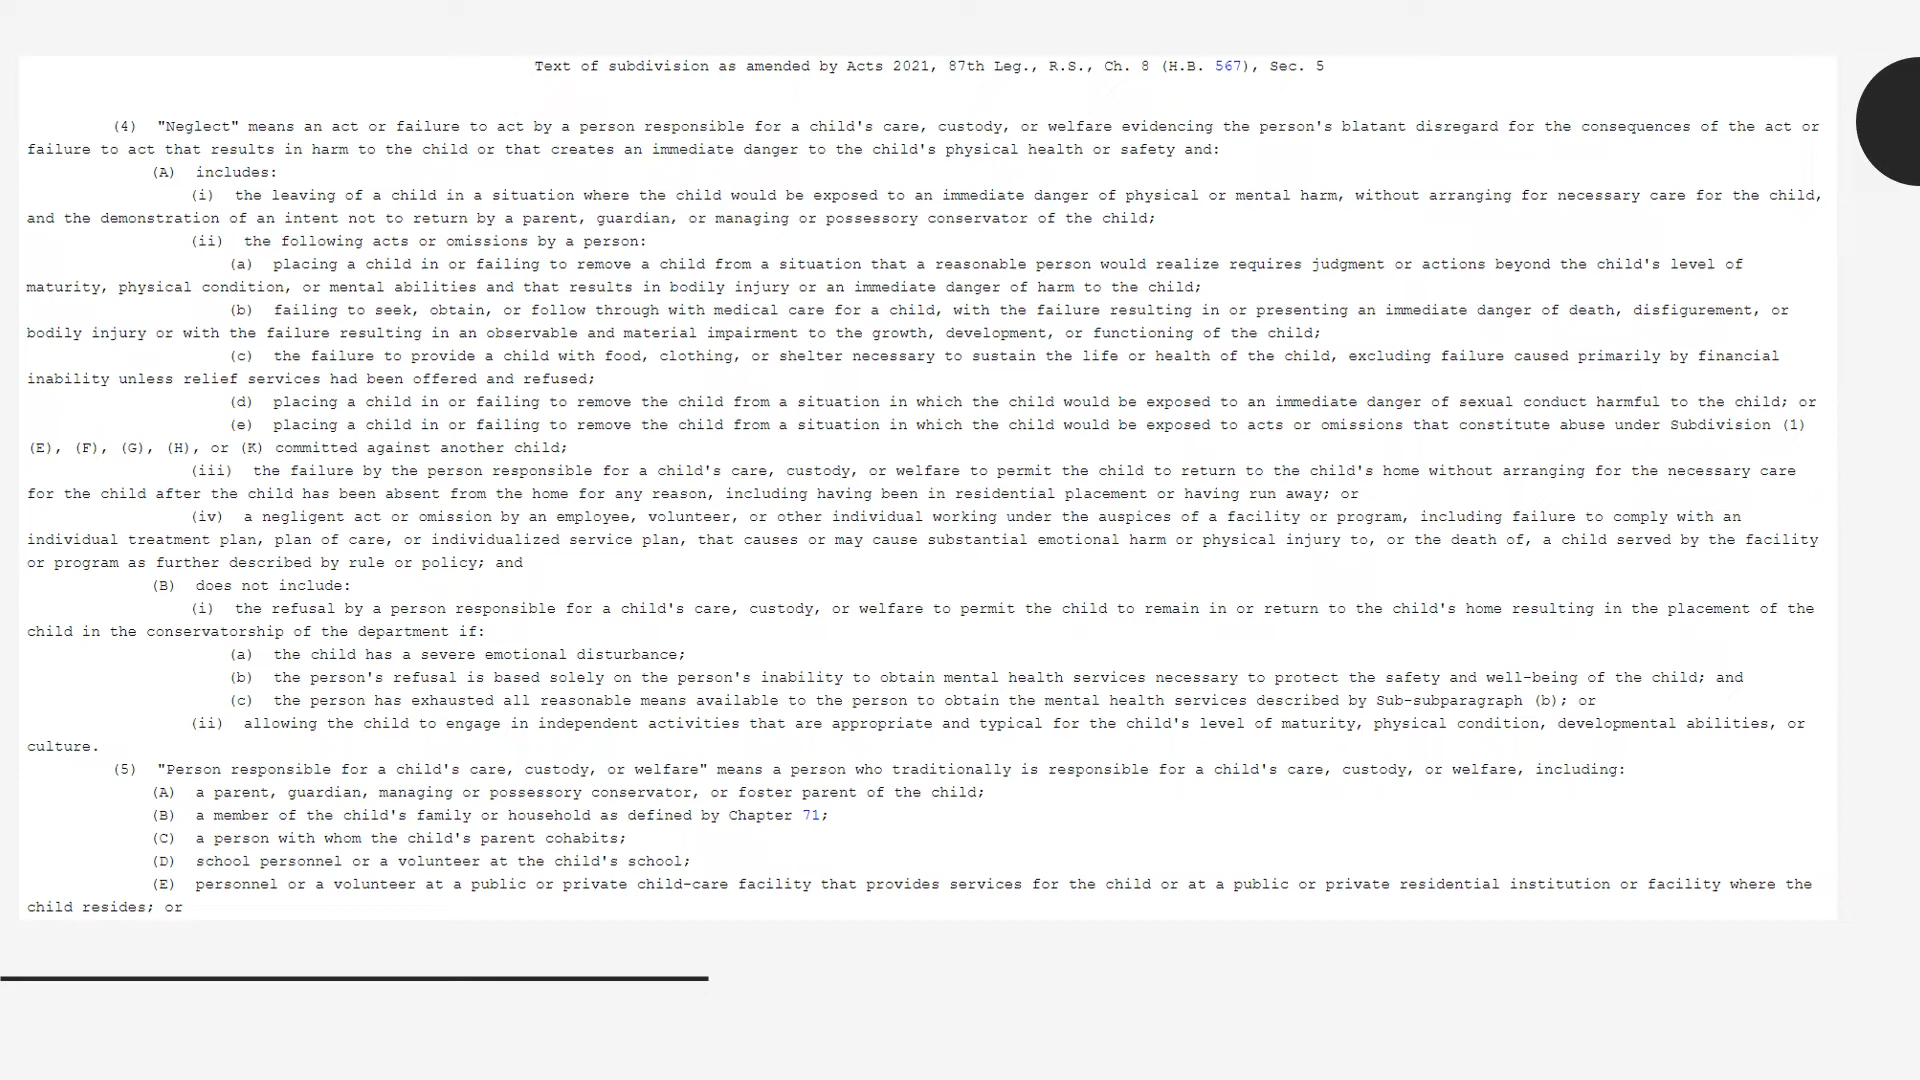 Text of subdivision as amended by Acts 2021, 87th Leg., R.S., Ch. 8 (H.B. 567), Sec. 5
(4) "Neglect" means an act or failure to act by a person responsible for a child's care, custody, or welfare evidencing the person's blatant disregard for the consequences of the act or
failure to act that results in harm to the child or that creates an immediate danger to the child's physical health or safety and:
(A) includes:
(i) the leaving of a child in a situation where the child would be exposed to an immediate danger of physical or mental harm, without arranging for necessary care for the child,
and the demonstration of an intent not to return by a parent, guardian, or managing or possessory conservator of the child;
(ii) the following acts or omissions by a person:
(a) placing a child in or failing to remove a child from a situation that a reasonable person would realize requires judgment or actions beyond the child's level of
maturity, physical condition, or mental abilities and that results in bodily injury or an immediate danger of harm to the child;
(b) failing to seek, obtain, or follow through with medical care for a child, with the failure resulting in or presenting an immediate danger of death, disfigurement, or
bodily injury or with the failure resulting in an observable and material impairment to the growth, development, or functioning of the child;
(c) the failure to provide a child with food, clothing, or shelter necessary to sustain the life or health of the child, excluding failure caused primarily by financial
inability unless relief services had been offered and refused;
(d) placing a child in or failing to remove the child from a situation in which the child would be exposed to an immediate danger of sexual conduct harmful to the child; or
(e) placing a child in or failing to remove the child from a situation in which the child would be exposed to acts or omissions that constitute abuse under Subdivision (1)
(E), (F), (G), (H), or (K) committed against another child;
(iii) the failure by the person responsible for a child's care, custody, or welfare to permit the child to return to the child's home without arranging for the necessary care
for the child after the child has been absent from the home for any reason, including having been in residential placement or having run away; or
(iv) a negligent act or omission by an employee, volunteer, or other individual working under the auspices of a facility or program, including failure to comply with an
individual treatment plan, plan of care, or individualized service plan, that causes or may cause substantial emotional harm or physical injury to, or the death of, a child served by the facility
or program as further described by rule or policy; and
(B) does not include:
(i) the refusal by a person responsible for a child's care, custody, or welfare to permit the child to remain in or return to the child's home resulting in the placement of the
child in the conservatorship of the department if:
(a) the child has a severe emotional disturbance;
(b) the person's refusal is based solely on the person's inability to obtain mental health services necessary to protect the safety and well-being of the child; and
(c) the person has exhausted all reasonable means available to the person to obtain the mental health services described by Sub-subparagraph (b); or
(ii) allowing the child to engage in independent activities that are appropriate and typical for the child's level of maturity, physical condition, developmental abilities, or
culture.
(5) "Person responsible for a child's care, custody, or welfare" means a person who traditionally is responsible for a child's care, custody, or welfare, including:
(A) a parent, guardian, managing or possessory conservator, or foster parent of the child;
(B) a member of the child's family or household as defined by Chapter 71;
(C) a person with whom the child's parent cohabits;
(D) school personnel or a volunteer at the child's school;
(E) personnel or a volunteer at a public or private child-care facility that provides services for the child or at a public or private residential institution or facility where the
child resides; or